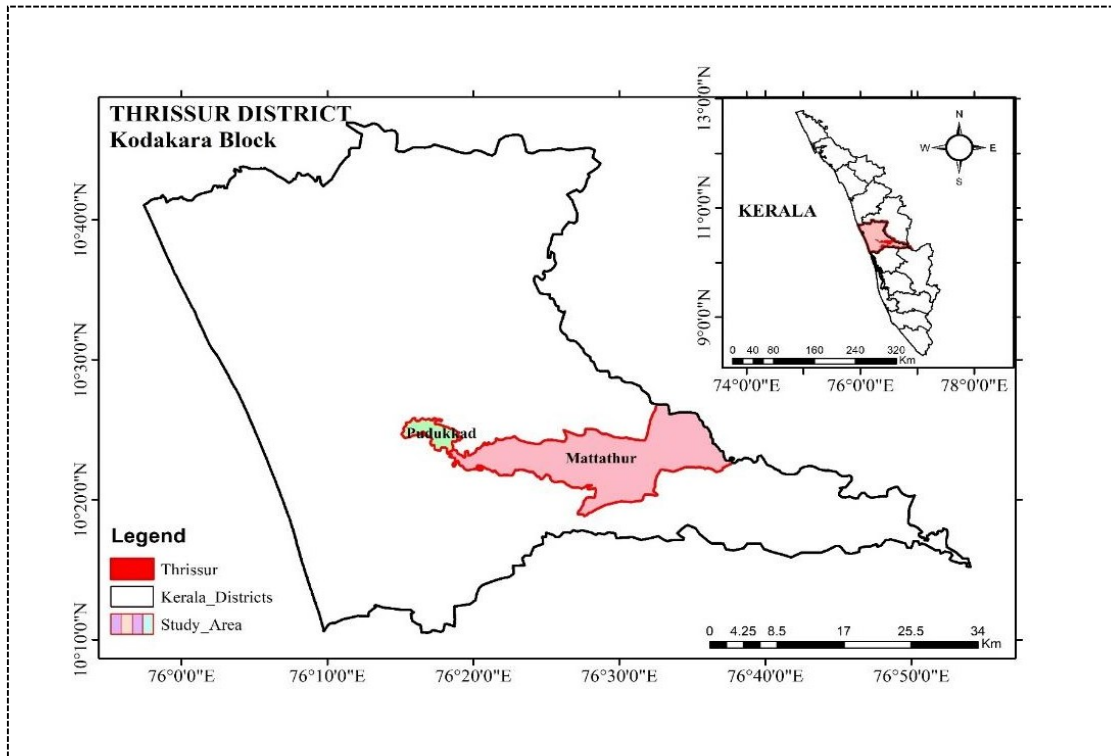 THRISSUR DISTRICT
Kodakara Block
KERALA
N
W
E
S
13°0'0"N
11°0'0"N
9°0'0"N
0 40 80 160 240 320
Km
74°0'0"E 76°0'0"E 78°0'0"E
10°40'0"N
10°30'0"N
10°20'0"N
10°10'0"N
Pudukkad
Mattathur
Legend
Thrissur
Kerala_Districts
Study_Area
0 4.25 8.5 17 25.5 34
Km
76°0'0"E 76°10'0"E 76°20'0"E 76°30'0"E 76°40'0"E 76°50'0"E